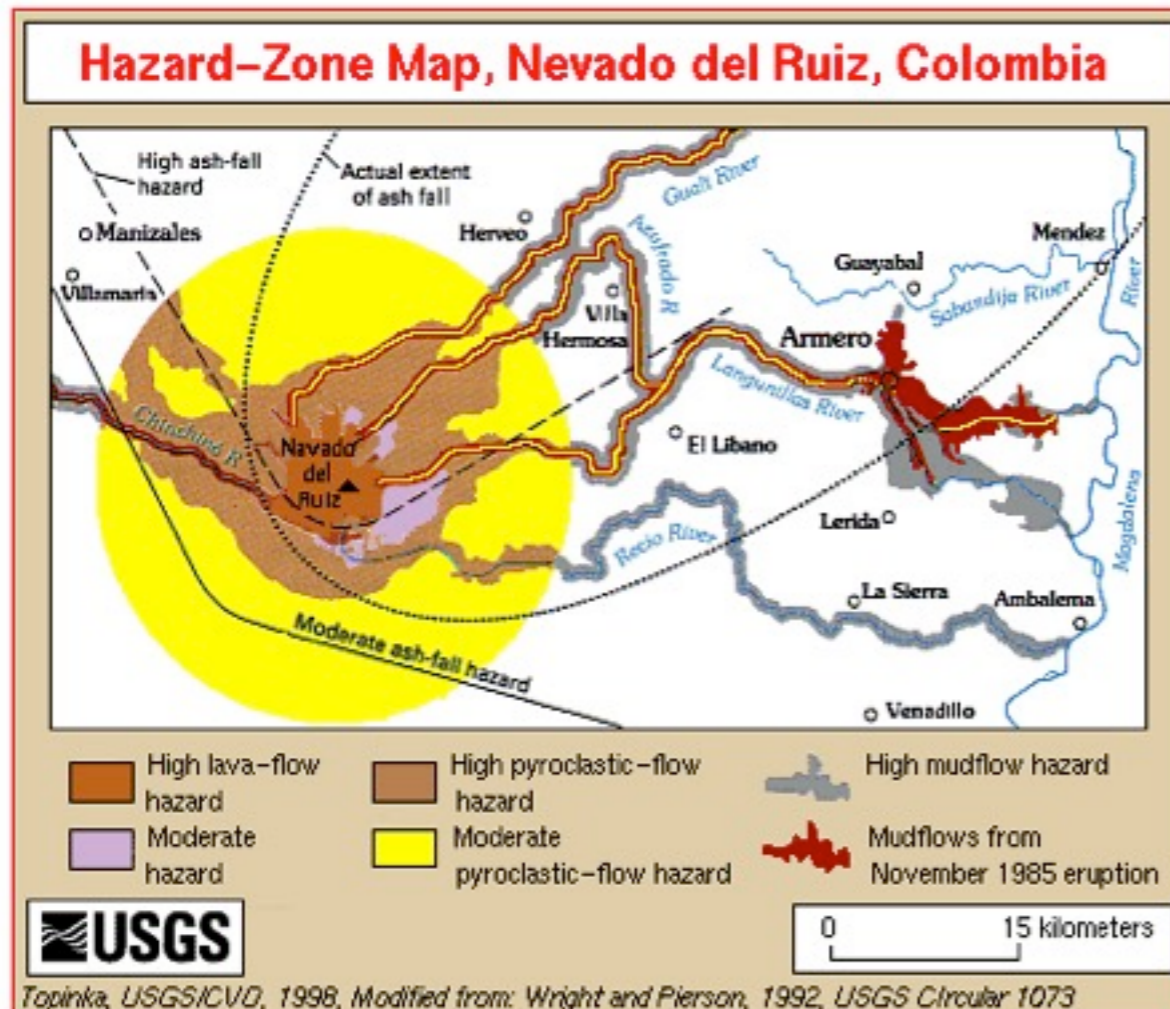 Hazard-Zone Map, Nevado del Ruiz, Colombia
High ash-fall
hazard
Actual extent
of ash fall
Manizales
Villamaria
Herveo
Guali River
Azufrado R
Villa
Hermosa
Guayabal
Mendez
Sabandija River
River
Armero
Langunillas River
Chinchina R
Navado
del
Ruiz
El Libano
Lerida
Magdalena
Recio River
La Sierra
Ambalema
Moderate ash-fall hazard
Venadillo
High lava-flow
hazard
High pyroclastic-flow
hazard
High mudflow hazard
Moderate
hazard
Moderate
pyroclastic-flow hazard
Mudflows from
November 1985 eruption
USGS
0 15 kilometers
Topinka, USGS/CVO, 1998, Modified from: Wright and Pierson, 1992, USGS Circular 1073